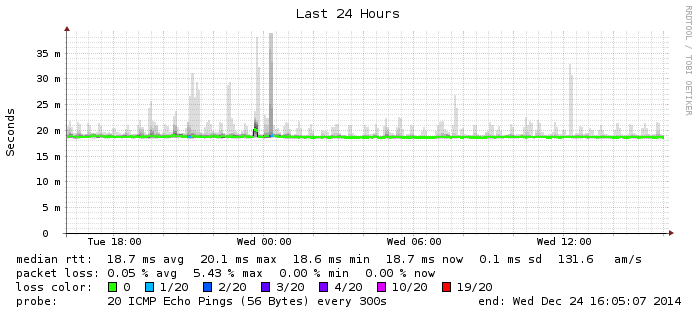 Last 24 Hours
RRDTOOL / TOBI OETIKER
Seconds
35 m
30 m
25 m
20 m
15 m
10 m
5 m
0
Tue 18:00 Wed 00:00 Wed 06:00 Wed 12:00
median rtt: 18.7 ms avg 20.1 ms max 18.6 ms min 18.7 ms now 0.1 ms sd 131.6 am/s
packet loss: 0.05 % avg 5.43 % max 0.00 % min 0.00 % now
loss color: 0 1/20 2/20 3/20 4/20 10/20 19/20
probe: 20 ICMP Echo Pings (56 Bytes) every 300s end: Wed Dec 24 16:05:07 2014